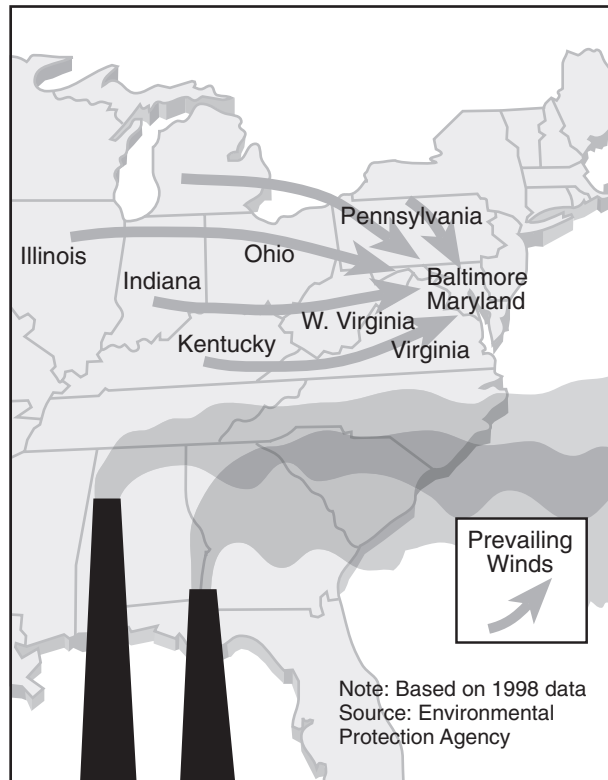 Pennsylvania
Illinois
Ohio
Indiana
Baltimore
Maryland
W. Virginia
Kentucky
Virginia
Prevailing
Winds
Note: Based on 1998 data
Source: Environmental
Protection Agency